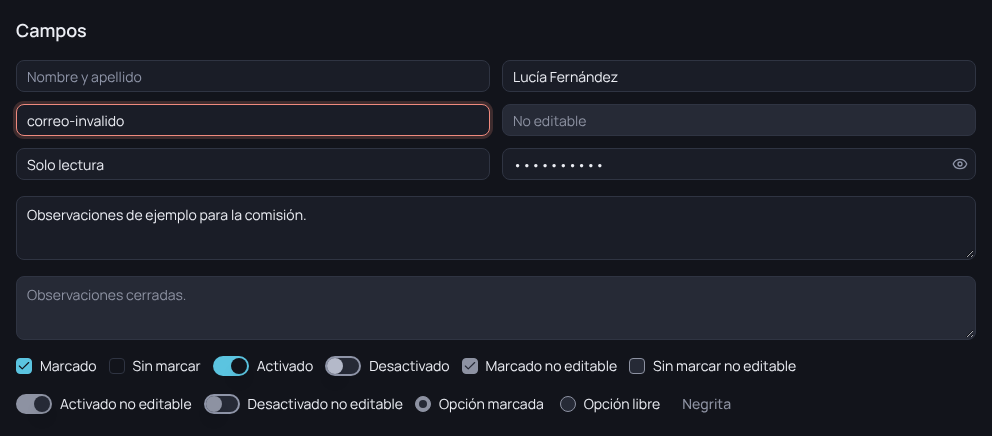 Campos
Nombre y apellido
Lucía Fernández
correo-invalido
No editable
Solo lectura
••••••••••
Observaciones de ejemplo para la comisión.
Observaciones cerradas.
Marcado Sin marcar Activado Desactivado Marcado no editable Sin marcar no editable
Activado no editable Desactivado no editable Opción marcada Opción libre Negrita